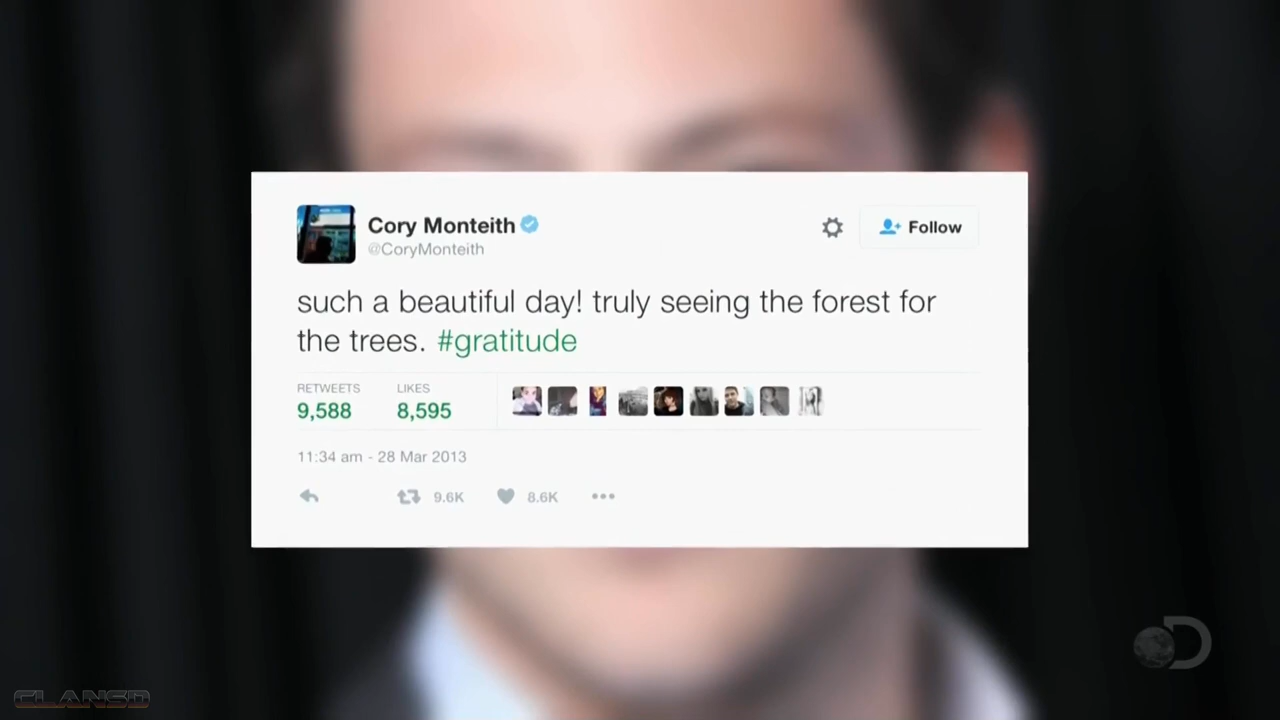 Cory Monteith
@CoryMonteith
Follow
such a beautiful day! truly seeing the forest for
the trees. #gratitude
RETWEETS LIKES
9,588 8,595
11:34 am - 28 Mar 2013
9.6K 8.6K
D
CLANSD